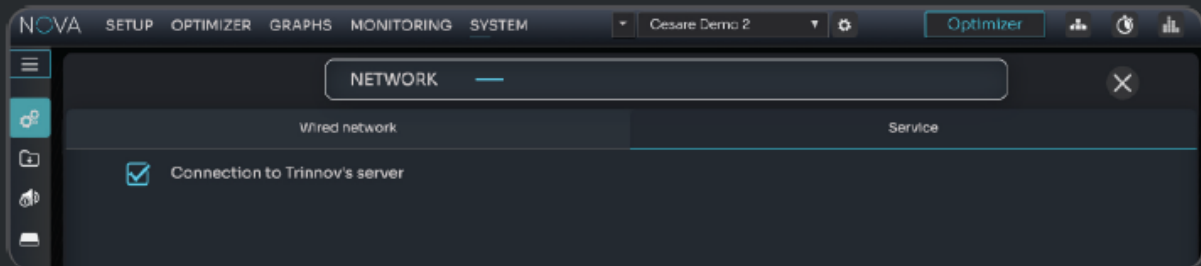 NOVA SETUP OPTIMIZER GRAPHS MONITORING SYSTEM Cesare Demo 2 Optimizer
NETWORK
Wired network Service
Connection to Trinnov's server